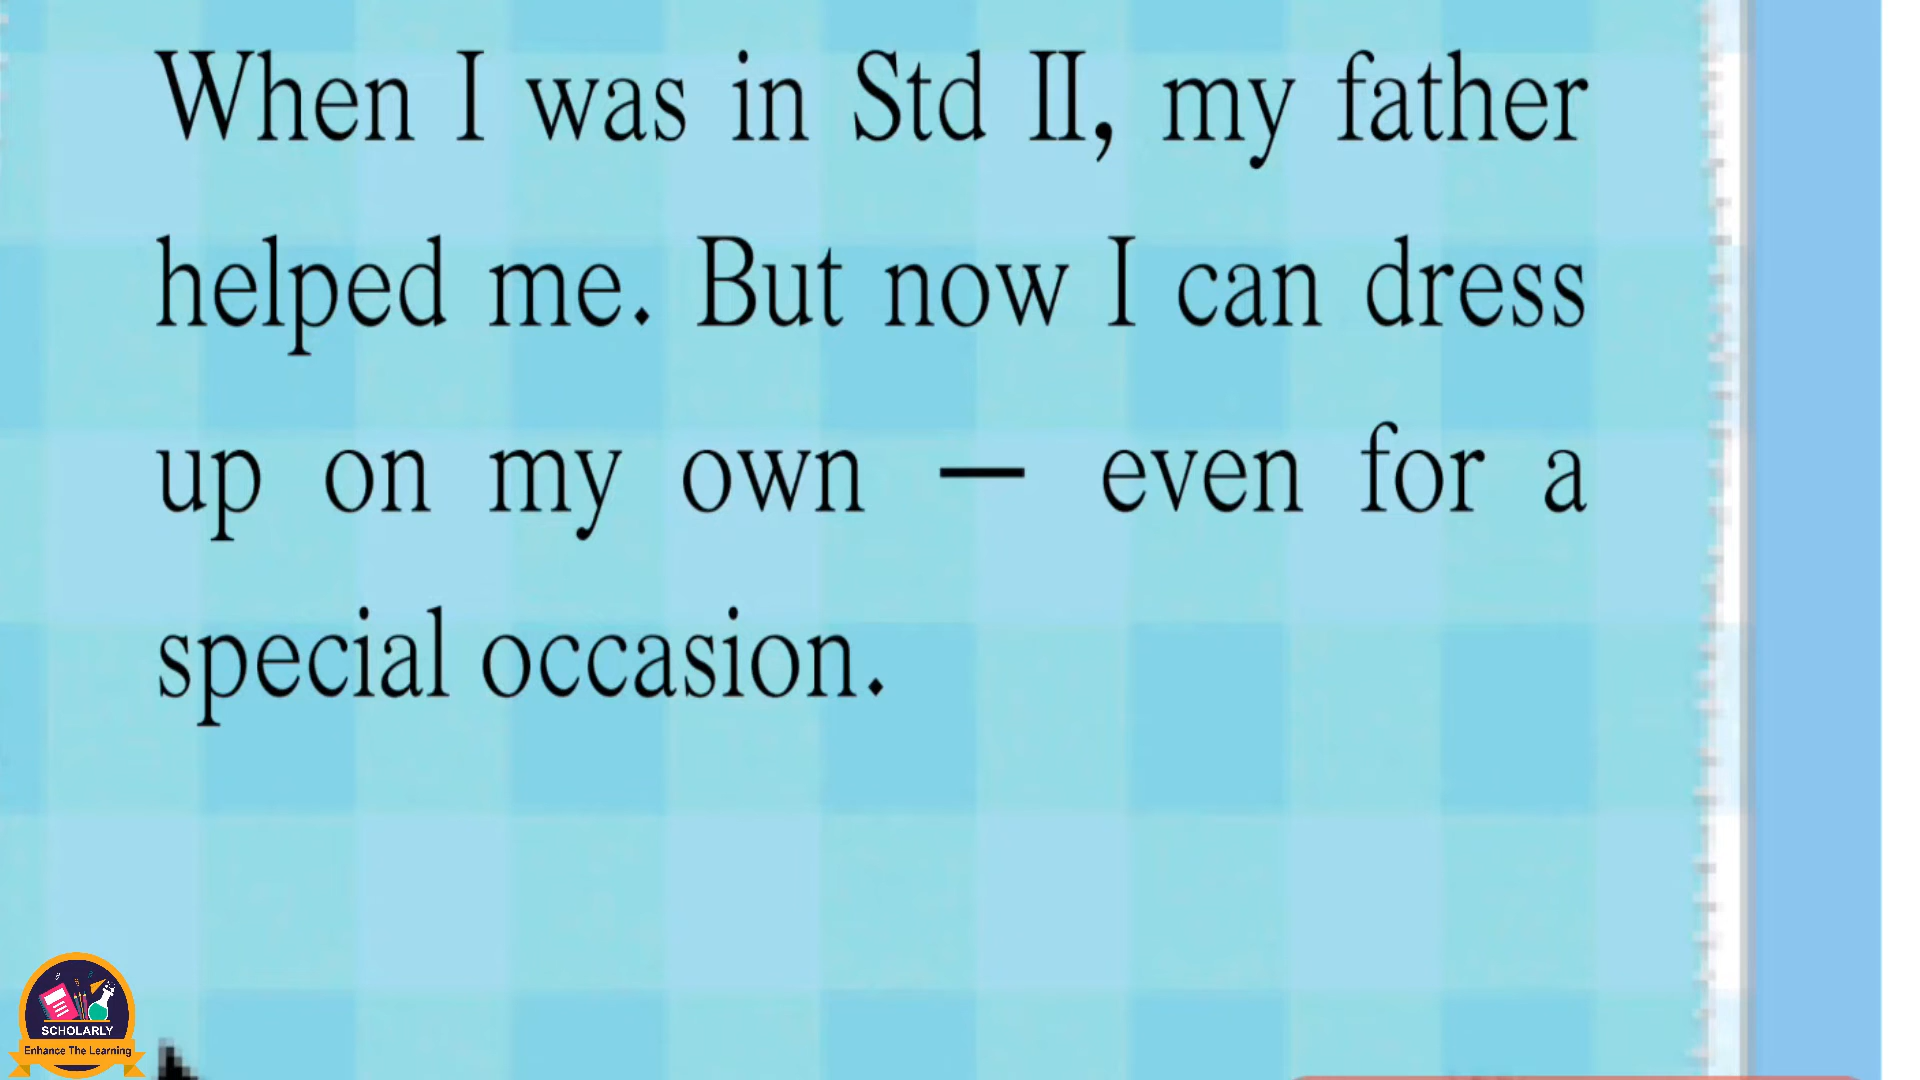 When I was in Std II, my father
helped me. But now I can dress
up on my own — even for a
special occasion.
SCHOLARLY
Enhance The Learning